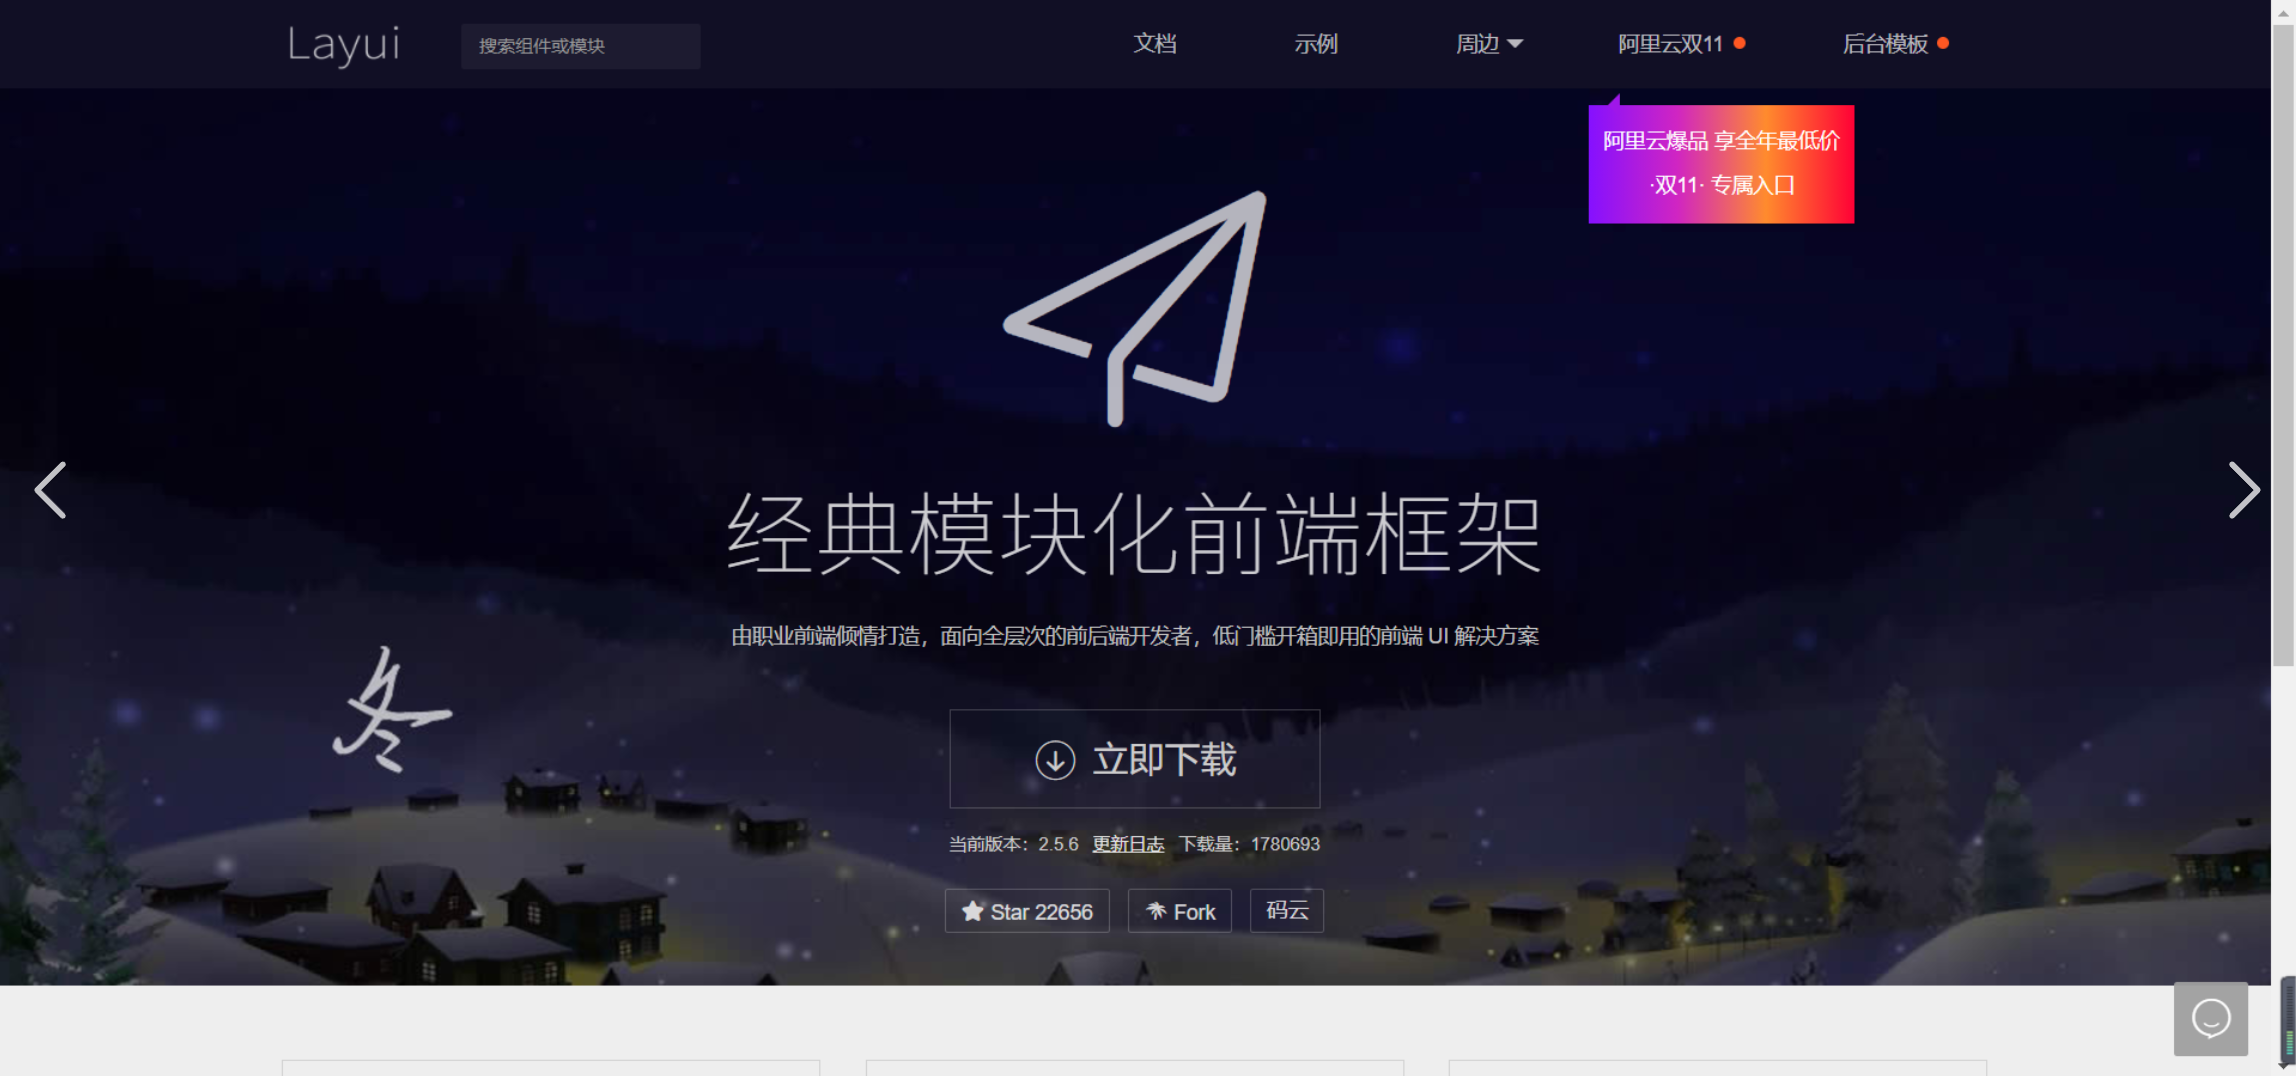 Layui
搜索组件或模块
文档
示例
周边
阿里云双11
后台模板
阿里云爆品 享全年最低价
·双11· 专属入口
经典模块化前端框架
由职业前端倾情打造，面向全层次的前后端开发者，低门槛开箱即用的前端 UI 解决方案
冬
立即下载
当前版本：2.5.6 更新日志 下载量：1780693
Star 22656
Fork
码云